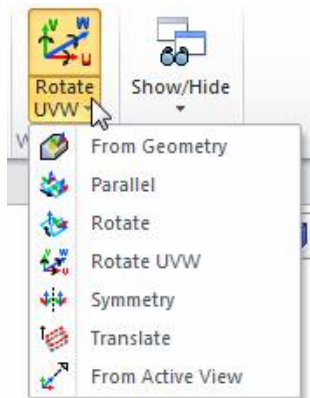 V W
U
Rotate
UVW
Show/Hide
W
From Geometry
Parallel
Rotate
Rotate UVW
Symmetry
Translate
From Active View